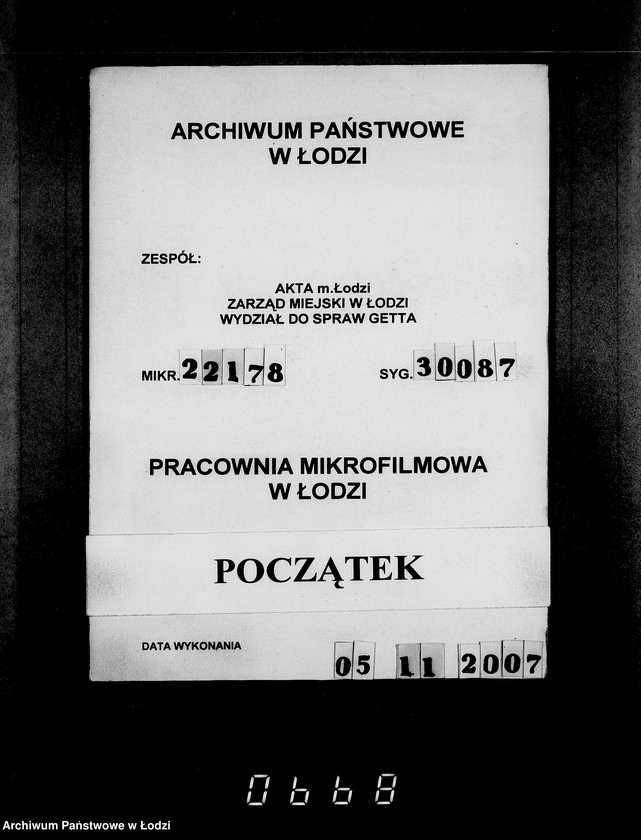 ARCHIWUM PAŃSTWOWE
W ŁODZI
ZESPÓŁ:
AKTA m.Łodzi
ZARZĄD MIEJSKI W ŁODZI
WYDZIAŁ DO SPRAW GETTA
MIKR. 22178 SYG. 30087
PRACOWNIA MIKROFILMOWA
W ŁODZI
POCZĄTEK
DATA WYKONANIA 05 11 2007
0668
Archiwum Państwowe w Łodzi